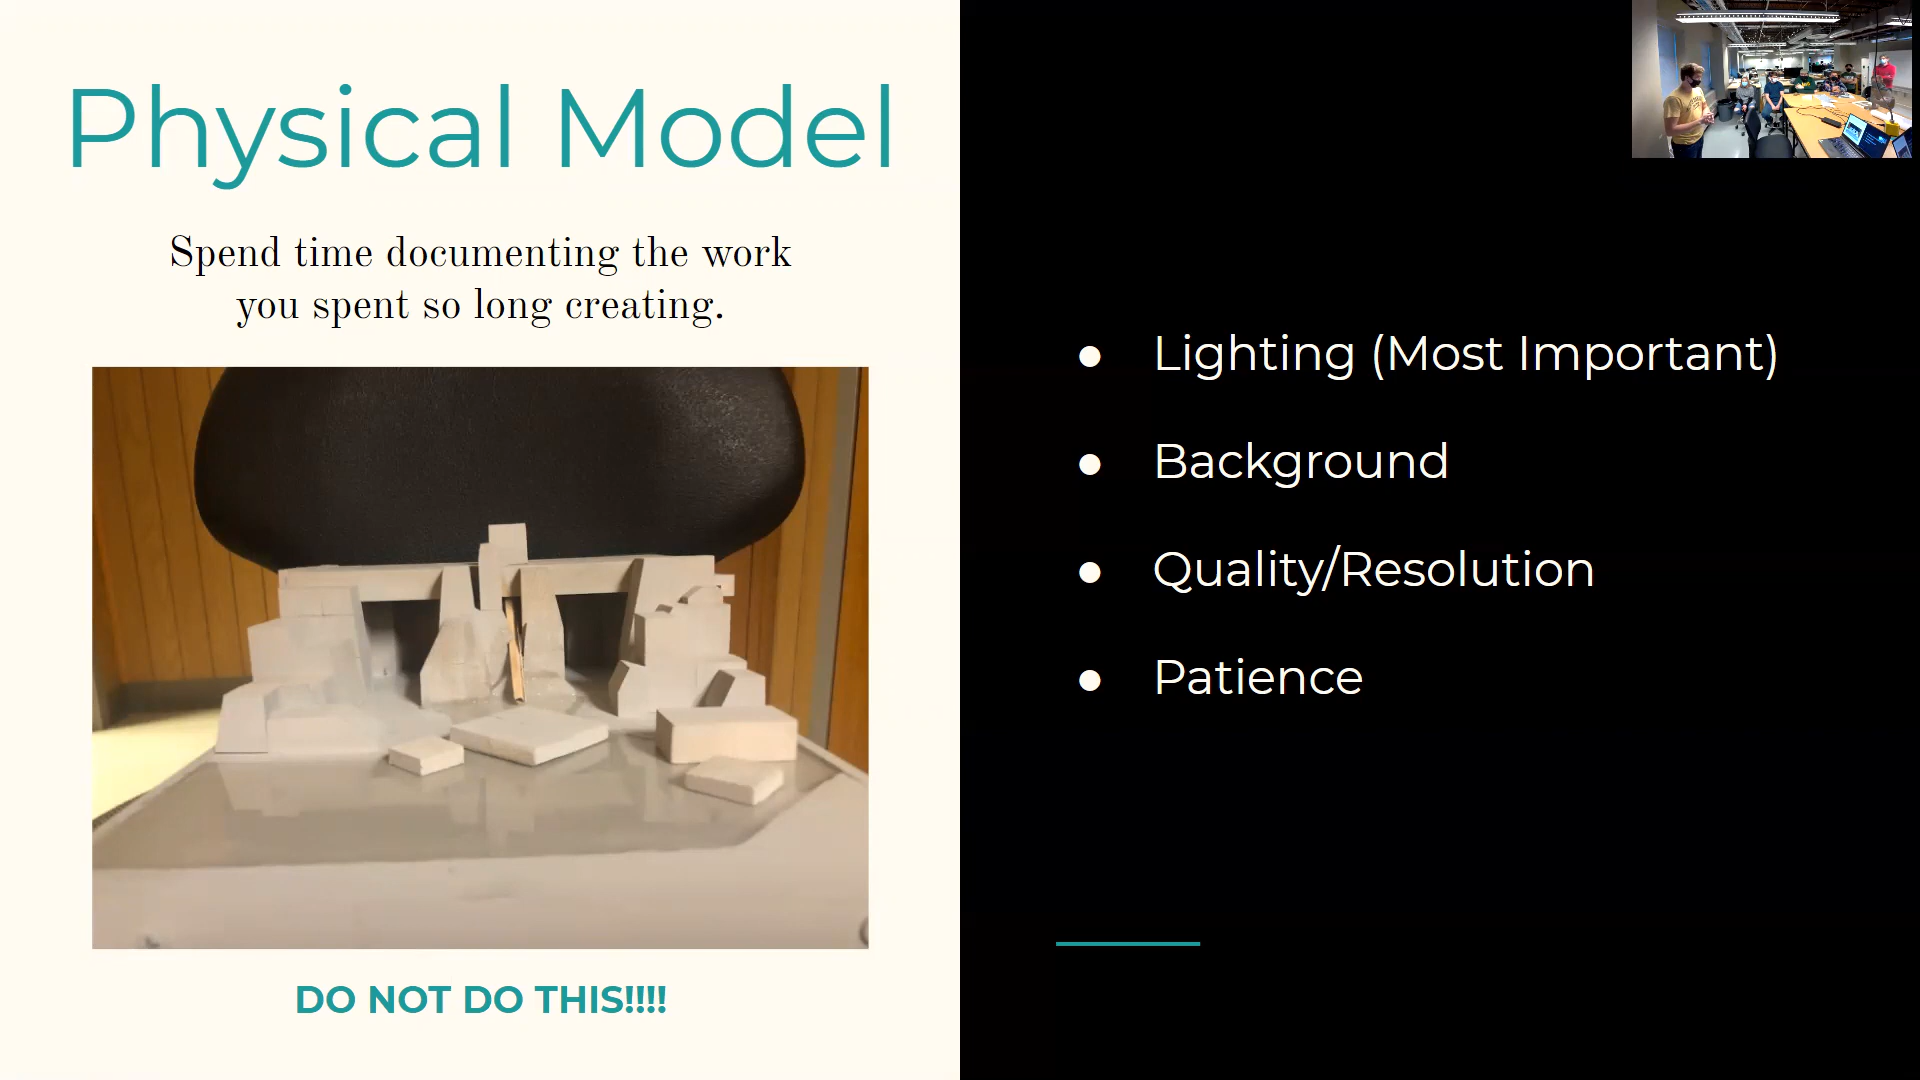 Physical Model
Spend time documenting the work
you spent so long creating.
DO NOT DO THIS!!!!
● Lighting (Most Important)
● Background
● Quality/Resolution
● Patience